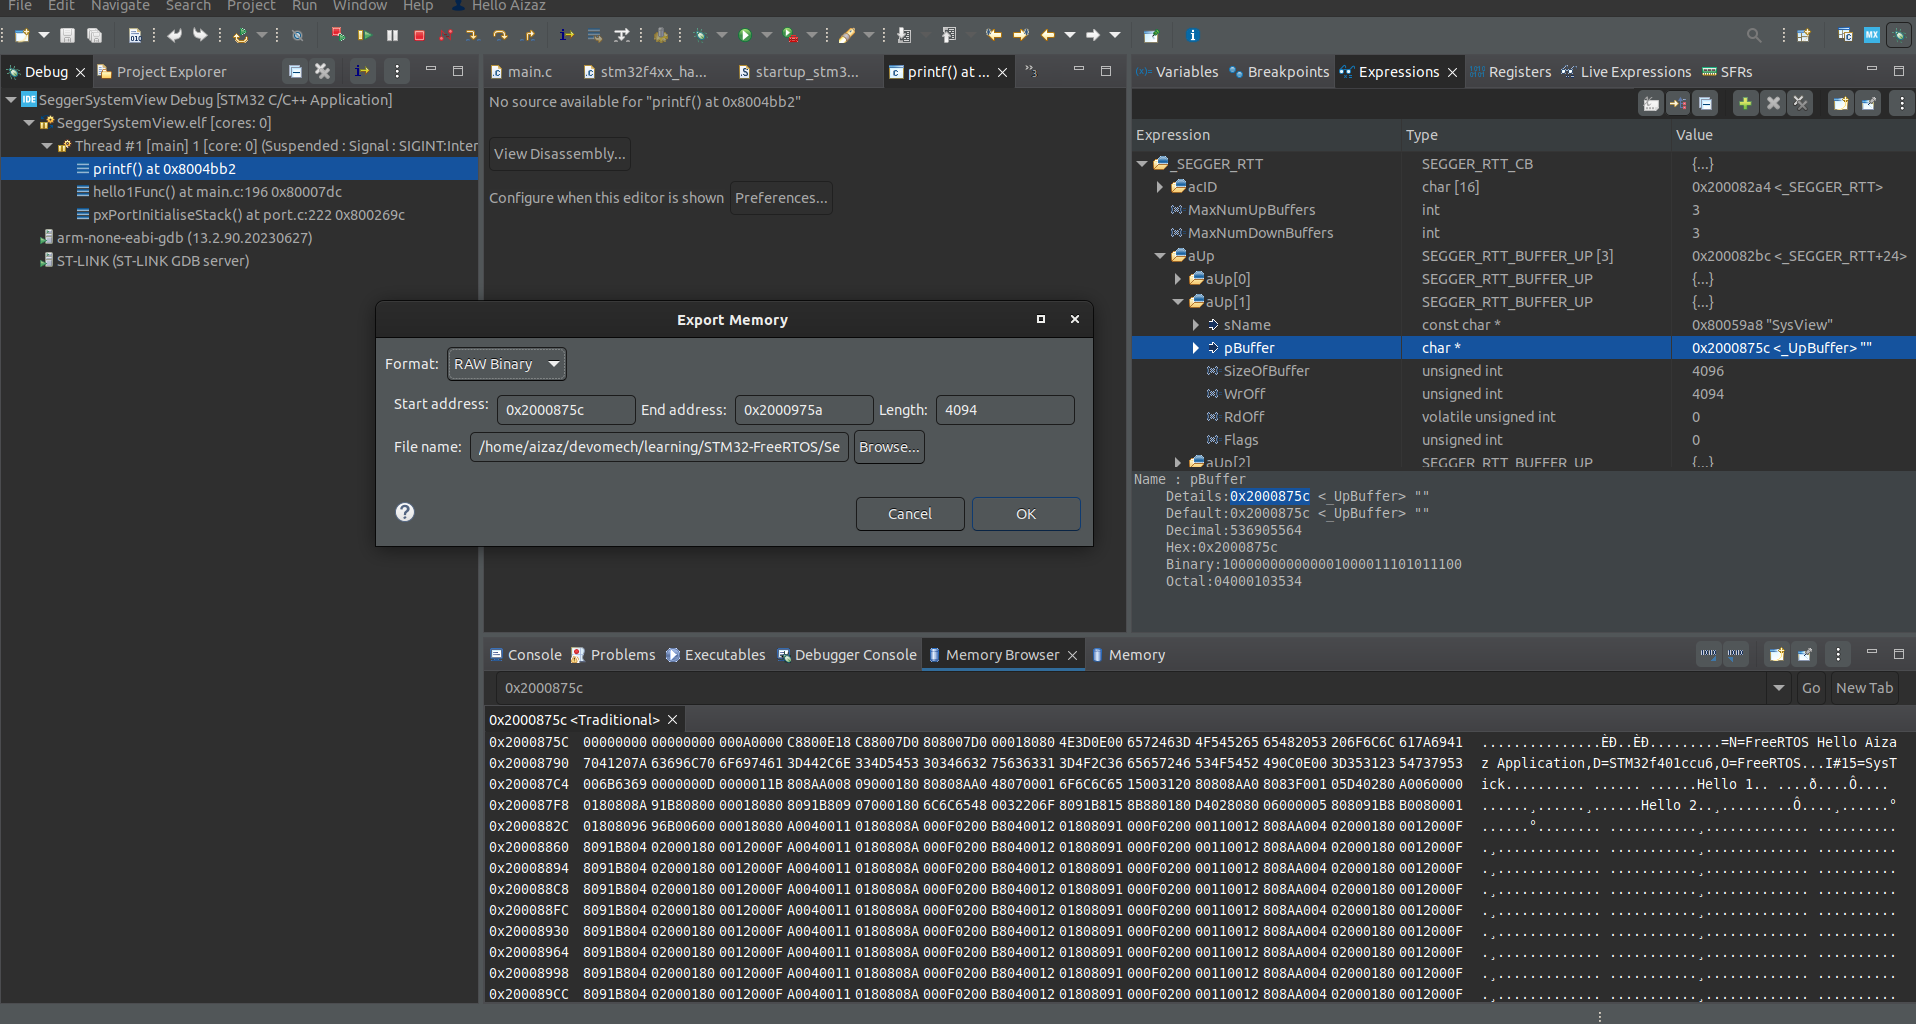 File Edit Navigate Search Project Run Window Help Hello Aizaz
Debug
Project Explorer
SeggerSystemView Debug [STM32 C/C++ Application]
SeggerSystemView.elf [cores: 0]
Thread #1 [main] 1 [core: 0] (Suspended : Signal : SIGINT:Inter
printf() at 0x8004bb2
hello1Func() at main.c:196 0x80007dc
pxPortInitialiseStack() at port.c:222 0x800269c
arm-none-eabi-gdb (13.2.90.20230627)
ST-LINK (ST-LINK GDB server)
main.c
stm32f4xx_ha...
startup_stm3...
printf() at ...
»3
No source available for "printf() at 0x8004bb2"
View Disassembly...
Configure when this editor is shown Preferences...
Variables Breakpoints Expressions Registers Live Expressions SFRs
Expression Type Value
_SEGGER_RTT SEGGER_RTT_CB {...}
acID char [16] 0x200082a4 <_SEGGER_RTT>
MaxNumUpBuffers int 3
MaxNumDownBuffers int 3
aUp SEGGER_RTT_BUFFER_UP [3] 0x200082bc <_SEGGER_RTT+24>
aUp[0] SEGGER_RTT_BUFFER_UP {...}
aUp[1] SEGGER_RTT_BUFFER_UP {...}
sName const char * 0x80059a8 "SysView"
pBuffer char * 0x2000875c <_UpBuffer> ""
SizeOfBuffer unsigned int 4096
WrOff unsigned int 4094
RdOff volatile unsigned int 0
Flags unsigned int 0
aUp[2] SEGGER_RTT_BUFFER_UP {...}
Name : pBuffer
Details:0x2000875c <_UpBuffer> ""
Default:0x2000875c <_UpBuffer> ""
Decimal:536905564
Hex:0x2000875c
Binary:100000000000001000011101011100
Octal:04000103534
Export Memory
Format: RAW Binary
Start address: 0x2000875c End address: 0x2000975a Length: 4094
File name: /home/aizaz/devomech/learning/STM32-FreeRTOS/Se Browse...
Cancel OK
Console Problems Executables Debugger Console Memory Browser Memory
0x2000875c Go New Tab
0x2000875c <Traditional>
0x2000875C 00000000 00000000 000A0000 C8800E18 C88007D0 808007D0 00018080 4E3D0E00 6572463D 4F545265 65482053 206F6C6C 617A6941 ...............ÈÐ..ÈÐ.........=N=FreeRTOS Hello Aiza
0x20008790 7041207A 63696C70 6F697461 3D442C6E 334D5453 30346632 75636331 3D4F2C36 65657246 534F5452 490C0E00 3D353123 54737953 z Application,D=STM32f401ccu6,O=FreeRTOS...I#15=SysT
0x200087C4 006B6369 0000000D 0000011B 808AA008 09000180 80808AA0 48070001 6F6C6C65 15003120 80808AA0 8083F001 05D40280 A0060000 ick.......... ...... ......Hello 1.. ....ð....Ô....
0x200087F8 0180808A 91B80800 00018080 8091B809 07000180 6C6C6548 0032206F 8091B815 8B880180 D4028080 06000005 808091B8 B0080001 ......¸.......¸......Hello 2..¸.........Ô....¸......°
0x2000882C 01808096 96B00600 00018080 A0040011 0180808A 000F0200 B8040012 01808091 000F0200 00110012 808AA004 02000180 0012000F
0x20008860 8091B804 02000180 0012000F A0040011 0180808A 000F0200 B8040012 01808091 000F0200 00110012 808AA004 02000180 0012000F
0x20008894 8091B804 02000180 0012000F A0040011 0180808A 000F0200 B8040012 01808091 000F0200 00110012 808AA004 02000180 0012000F
0x200088C8 8091B804 02000180 0012000F A0040011 0180808A 000F0200 B8040012 01808091 000F0200 00110012 808AA004 02000180 0012000F
0x200088FC 8091B804 02000180 0012000F A0040011 0180808A 000F0200 B8040012 01808091 000F0200 00110012 808AA004 02000180 0012000F
0x20008930 8091B804 02000180 0012000F A0040011 0180808A 000F0200 B8040012 01808091 000F0200 00110012 808AA004 02000180 0012000F
0x20008964 8091B804 02000180 0012000F A0040011 0180808A 000F0200 B8040012 01808091 000F0200 00110012 808AA004 02000180 0012000F
0x20008998 8091B804 02000180 0012000F A0040011 0180808A 000F0200 B8040012 01808091 000F0200 00110012 808AA004 02000180 0012000F
0x200089CC 8091B804 02000180 0012000F A0040011 0180808A 000F0200 B8040012 01808091 000F0200 00110012 808AA004 02000180 0012000F